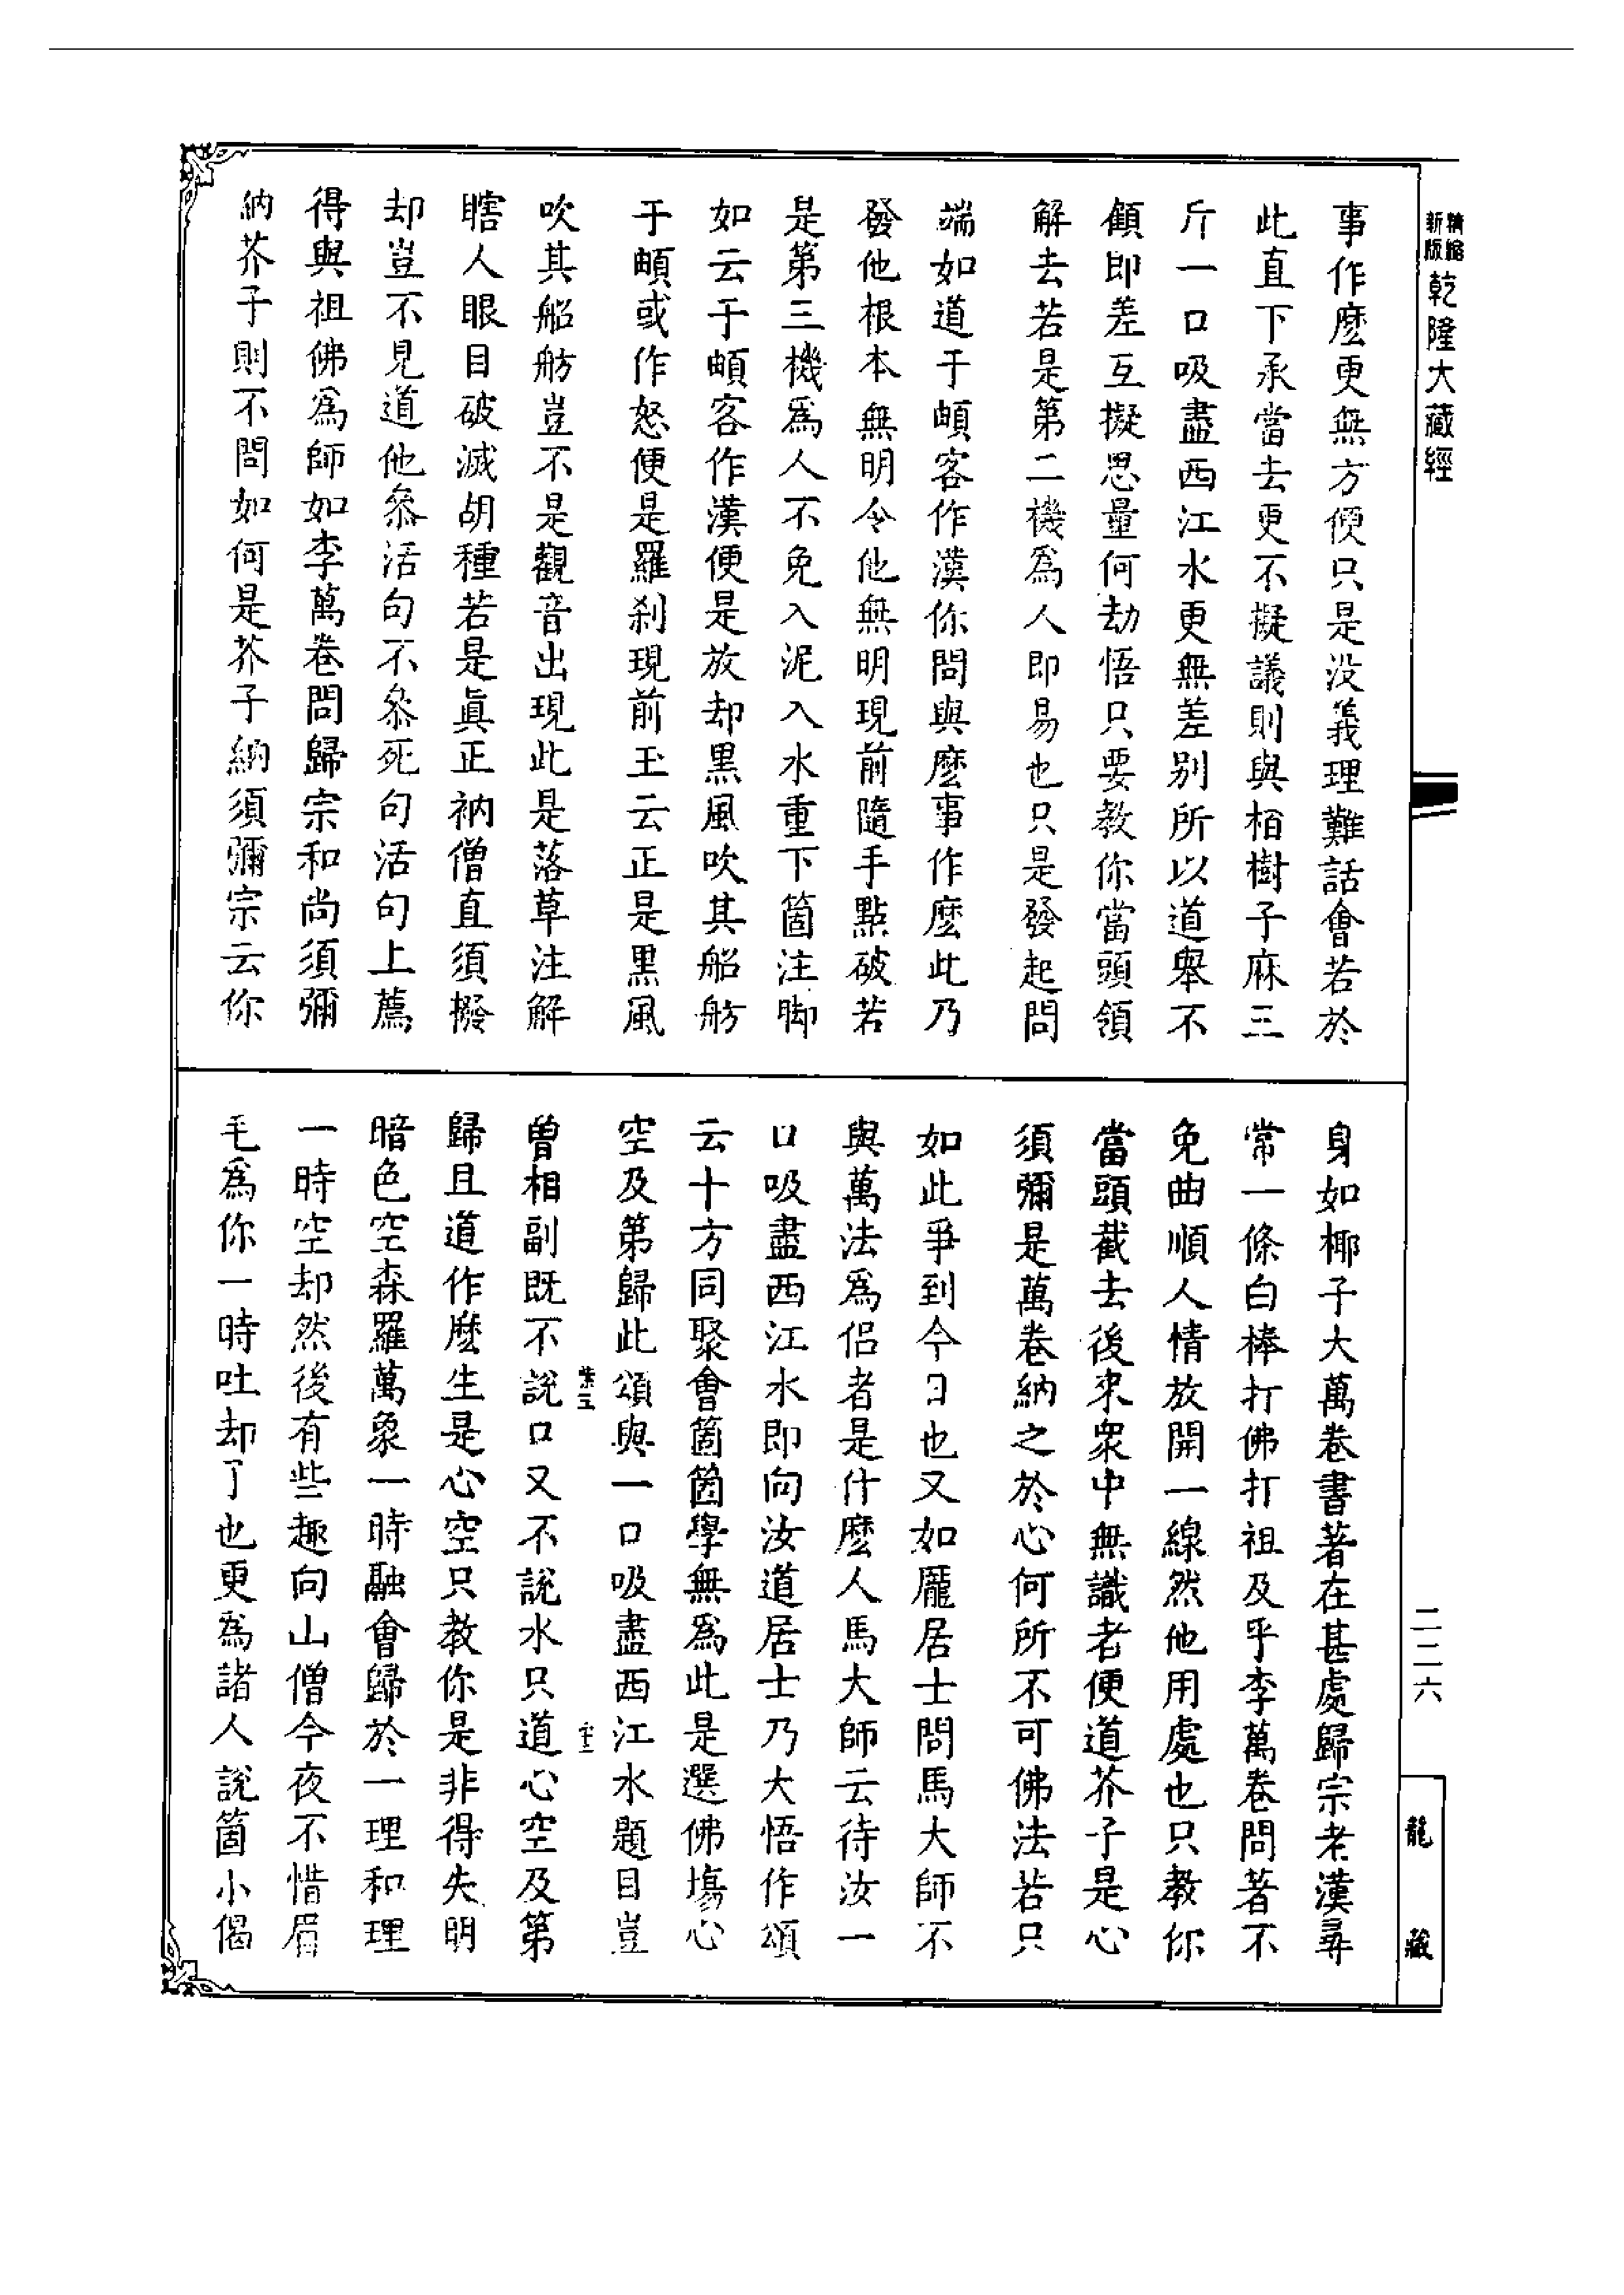 精縮
新版
乾隆大藏經
事作麽更無方便只是没義理難話會若於
此直下承當去更不擬議則與栢樹子麻三
斤一口吸盡西江水更無差別所以道舉不
顧即差互擬思量何劫悟只要教你當頭領
解去若是第二機爲人即易也只是發起問
端如道于頔客作漢你問與麽事作麽此乃
發他根本無明令他無明現前隨手點破若
是第三機爲人不免入泥入水重下箇注脚
如云于頔客作漢便是放却黑風吹其船舫
于頔或作怒便是羅刹現前玉云正是黑風
吹其船舫豈不是觀音出現此是落草注解
瞎人眼目破滅胡種若是眞正衲僧直須撥
却豈不見道他叅活句不叅死句活句上薦
得與祖佛爲師如李萬卷問歸宗和尚須彌
納芥子則不問如何是芥子納須彌宗云你
身如椰子大萬卷書著在甚處歸宗老漢尋
常一條白棒打佛打祖及乎李萬卷問著不
免曲順人情放開一線然他用處也只教你
當頭截去後來衆中無識者便道芥子是心
須彌是萬卷納之於心何所不可佛法若只
如此爭到今日也又如龐居士問馬大師不
與萬法爲侣者是什麽人馬大師云待汝一
口吸盡西江水即向汝道居士乃大悟作頌
云十方同聚會箇箇學無爲此是選佛塲心
空及第歸此頌與一口吸盡西江水題目豈
曾相副既不說口又不說水只道心空及第
歸且道作麽生是心空只教你是非得失明
暗色空森羅萬象一時融會歸於一理和理
一時空却然後有些趣向山僧今夜不惜眉
毛爲你一時吐却了也更爲諸人說箇小偈
二二六
龍藏